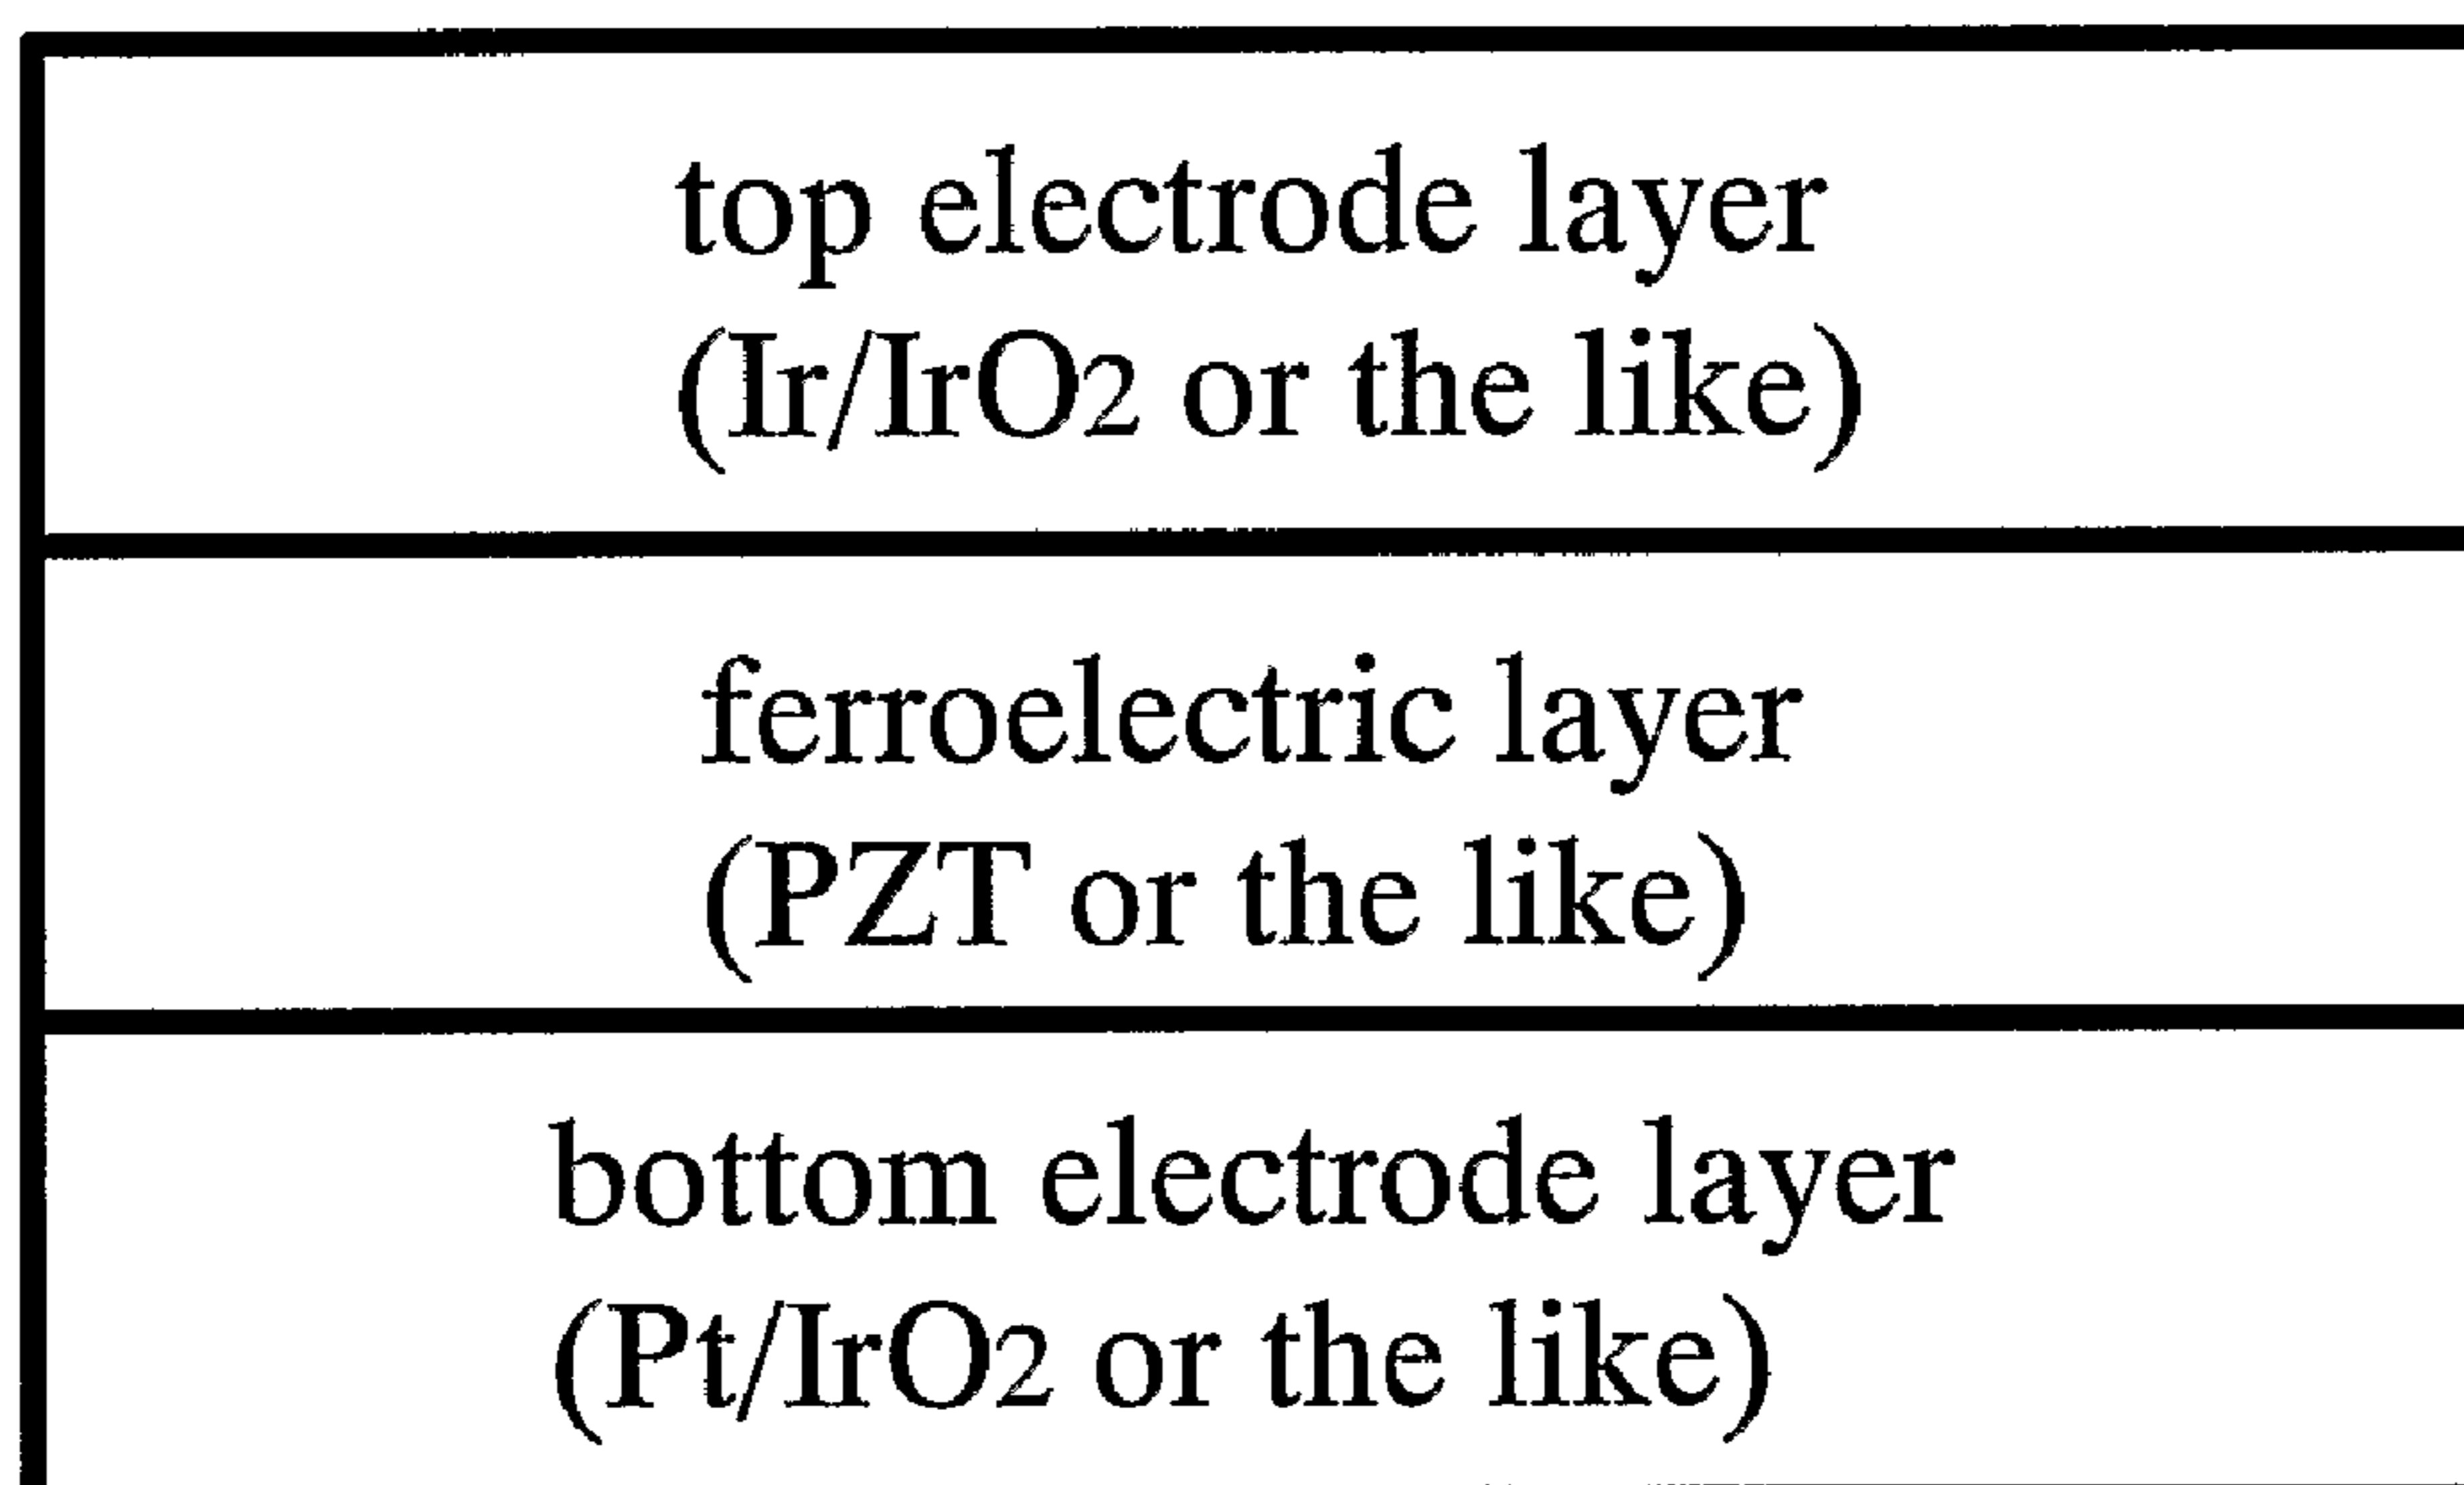 top electrode layer
(Ir/IrO2 or the like)
ferroelectric layer
(PZT or the like)
bottom electrode layer
(Pt/IrO2 or the like)